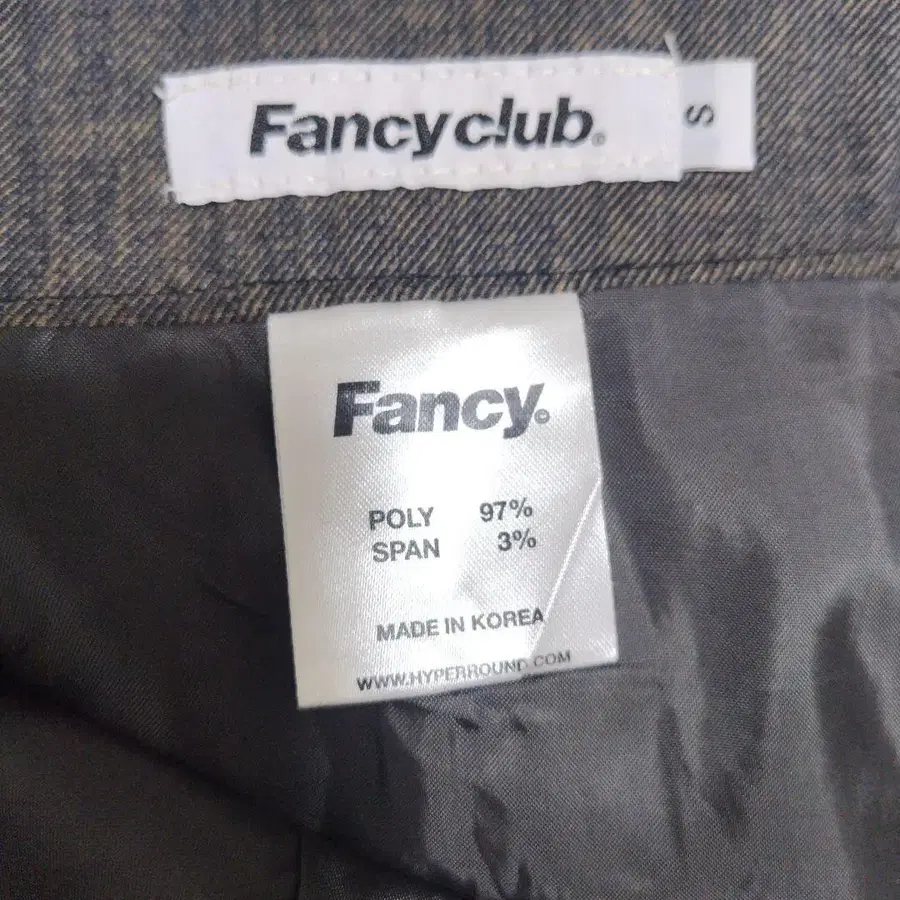 Fancyclub®
S
Fancy®
POLY 97%
SPAN 3%
MADE IN KOREA
WWW.HYPERROUND.COM